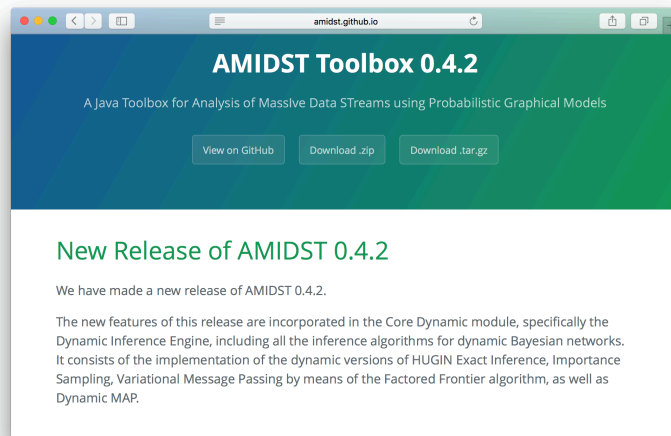 amidst.github.io
AMIDST Toolbox 0.4.2
A Java Toolbox for Analysis of MassIve Data STreams using Probabilistic Graphical Models
View on GitHub
Download .zip
Download .tar.gz
New Release of AMIDST 0.4.2
We have made a new release of AMIDST 0.4.2.
The new features of this release are incorporated in the Core Dynamic module, specifically the
Dynamic Inference Engine, including all the inference algorithms for dynamic Bayesian networks.
It consists of the implementation of the dynamic versions of HUGIN Exact Inference, Importance
Sampling, Variational Message Passing by means of the Factored Frontier algorithm, as well as
Dynamic MAP.